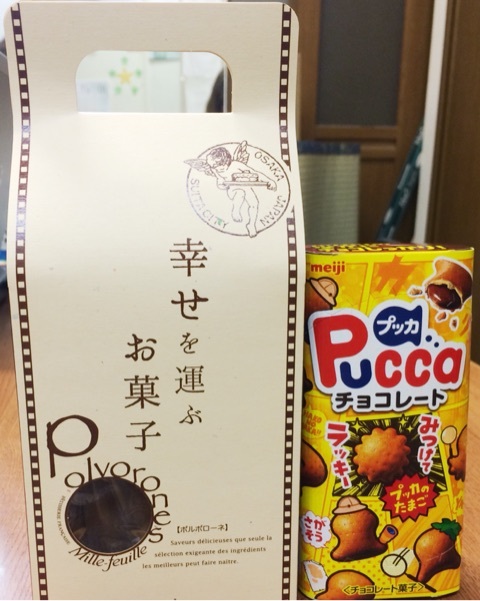 OSAKA JAPAN
SUITA CITY
幸せを運ぶ
お菓子
Polvorones
Mille-feuille
【ポルボローネ】
Saveurs délicieuses que seule la
sélection exigeante des ingrédients
les meilleurs peut faire naître.
meiji
プッカ
Pucca
チョコレート
みつけて
ラッキー
プッカの
たまご
さが
そう
<チョコレート菓子>